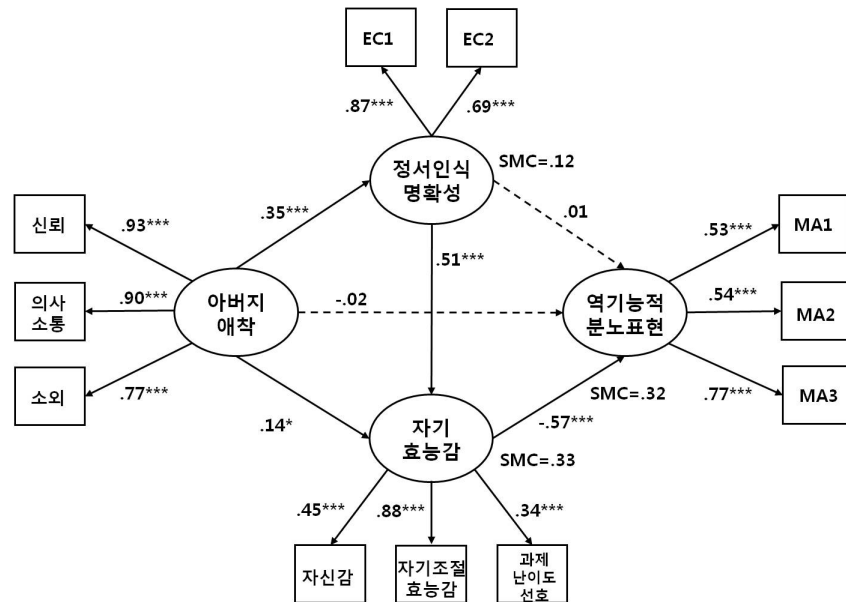 EC1
EC2
.87***
.69***
정서인식
명확성
SMC=.12
신뢰
.93***
.35***
.01
.53***
MA1
.51***
의사
소통
.90***
아버지
애착
-.02
역기능적
분노표현
.54***
MA2
소외
.77***
.14*
자기
효능감
SMC=.32
-.57***
SMC=.33
.77***
MA3
.45***
.88***
.34***
자신감
자기조절
효능감
과제
난이도
선호